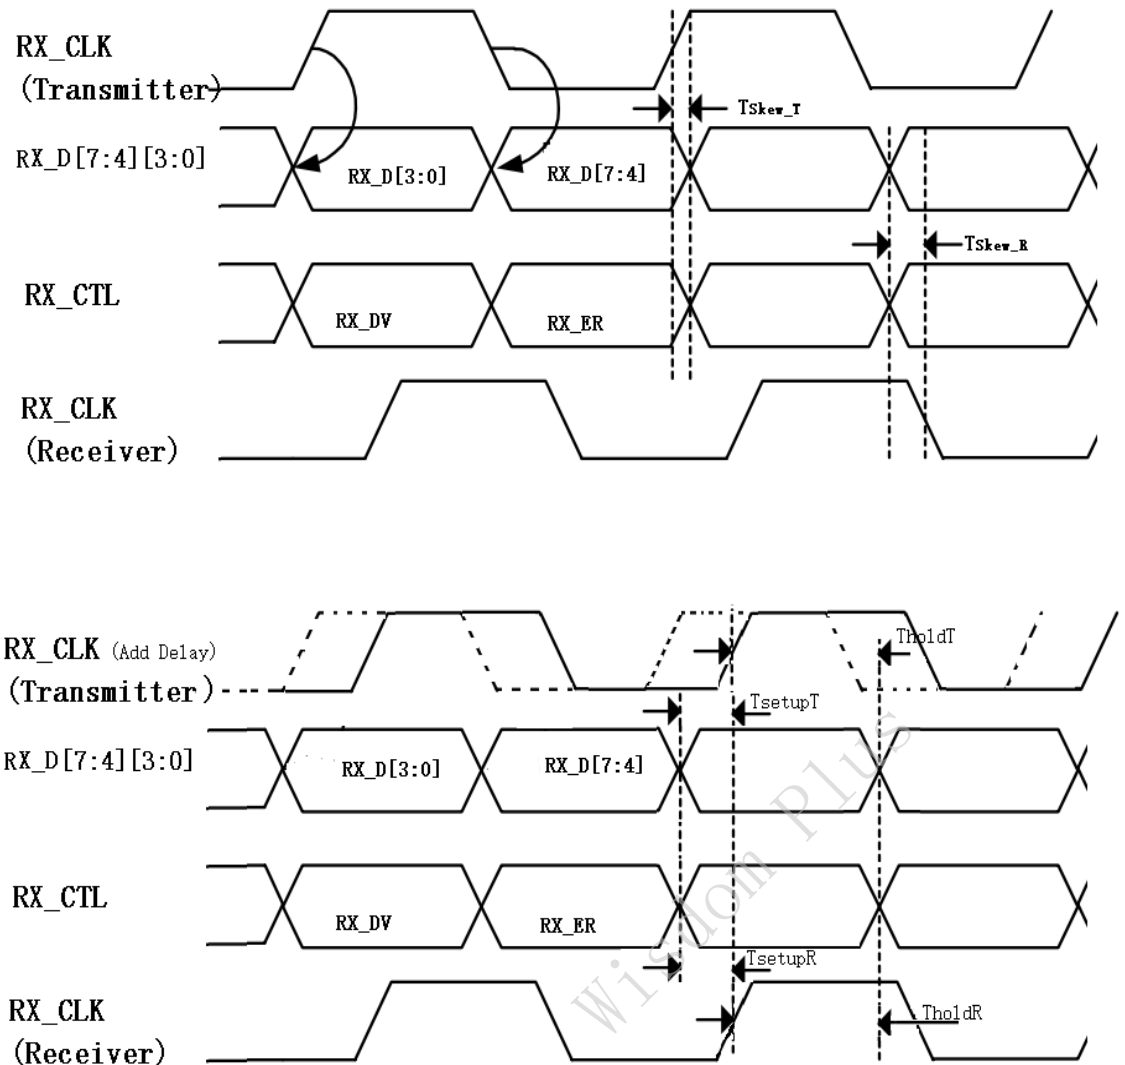 RX_CLK
(Transmitter)
TSkew_T
RX_D[7:4][3:0]
RX_D[3:0]
RX_D[7:4]
TSkew_R
RX_CTL
RX_DV
RX_ER
RX_CLK
(Receiver)
RX_CLK (Add Delay)
(Transmitter)
TholdT
TsetupT
RX_D[7:4][3:0]
RX_D[3:0]
RX_D[7:4]
RX_CTL
RX_DV
RX_ER
TsetupR
RX_CLK
(Receiver)
TholdR
Wisdom Plus